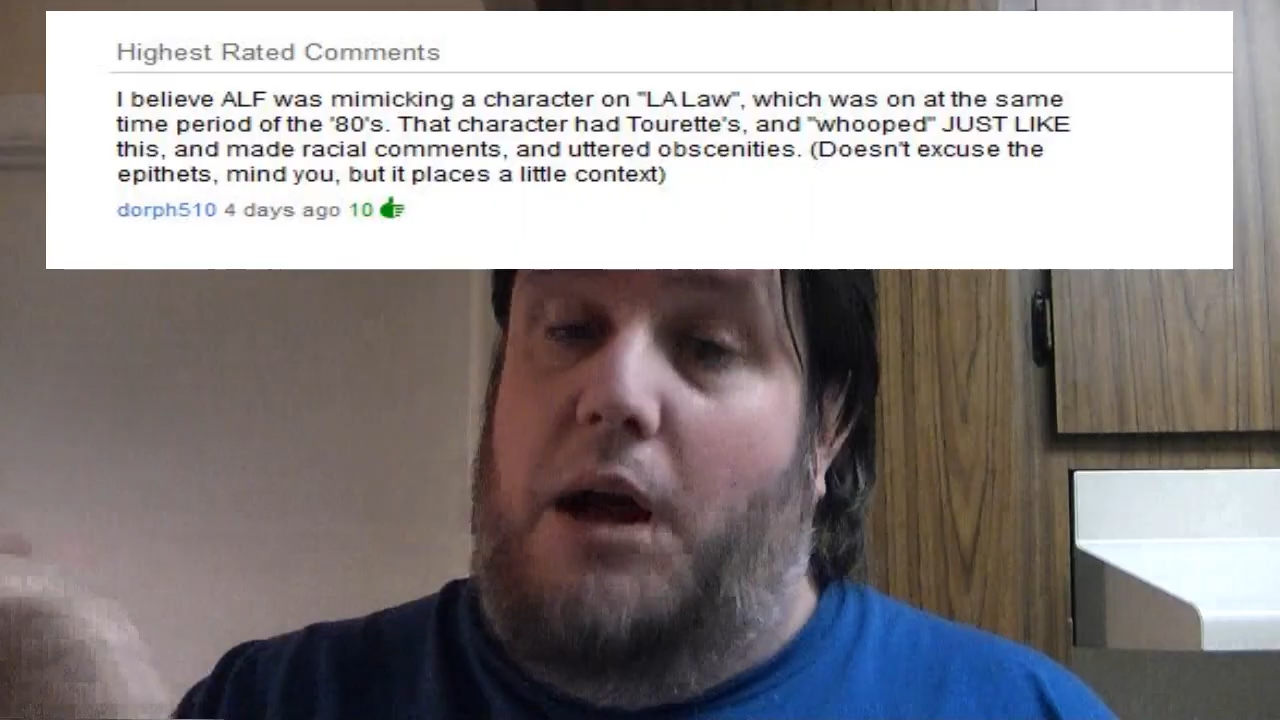 Highest Rated Comments
I believe ALF was mimicking a character on "LA Law", which was on at the same
time period of the '80's. That character had Tourette's, and "whooped" JUST LIKE
this, and made racial comments, and uttered obscenities. (Doesn't excuse the
epithets, mind you, but it places a little context)
dorph510 4 days ago 10